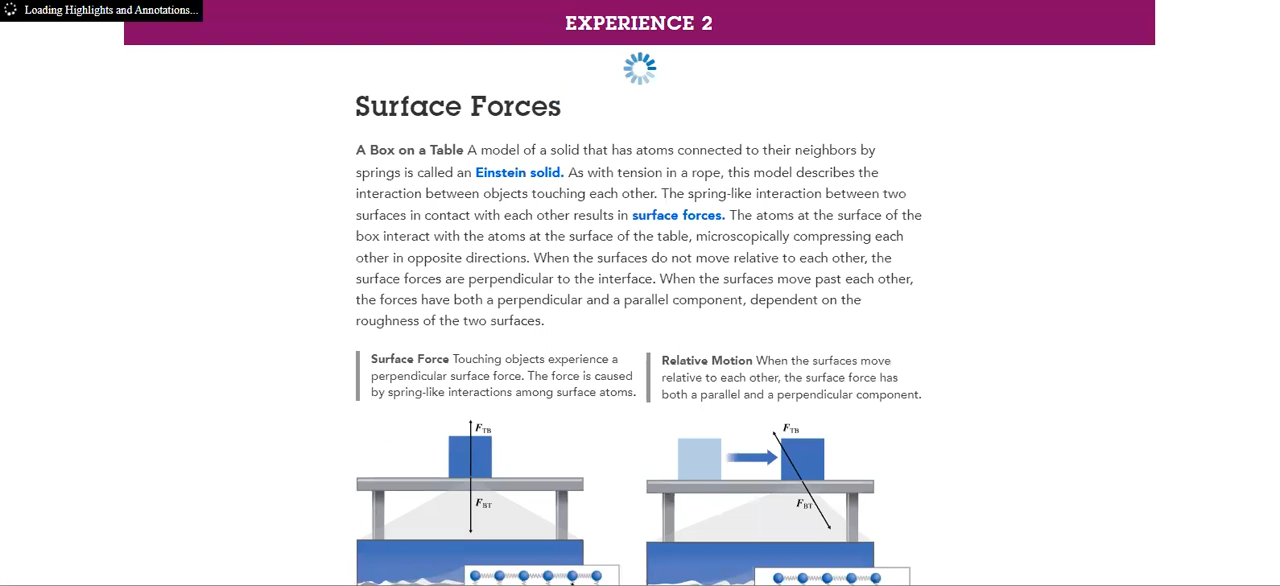 Loading Highlights and Annotations...
EXPERIENCE 2
Surface Forces
A Box on a Table A model of a solid that has atoms connected to their neighbors by
springs is called an Einstein solid. As with tension in a rope, this model describes the
interaction between objects touching each other. The spring-like interaction between two
surfaces in contact with each other results in surface forces. The atoms at the surface of the
box interact with the atoms at the surface of the table, microscopically compressing each
other in opposite directions. When the surfaces do not move relative to each other, the
surface forces are perpendicular to the interface. When the surfaces move past each other,
the forces have both a perpendicular and a parallel component, dependent on the
roughness of the two surfaces.
Surface Force Touching objects experience a
perpendicular surface force. The force is caused
by spring-like interactions among surface atoms.
Relative Motion When the surfaces move
relative to each other, the surface force has
both a parallel and a perpendicular component.
FTB
FBT
FTB
FBT